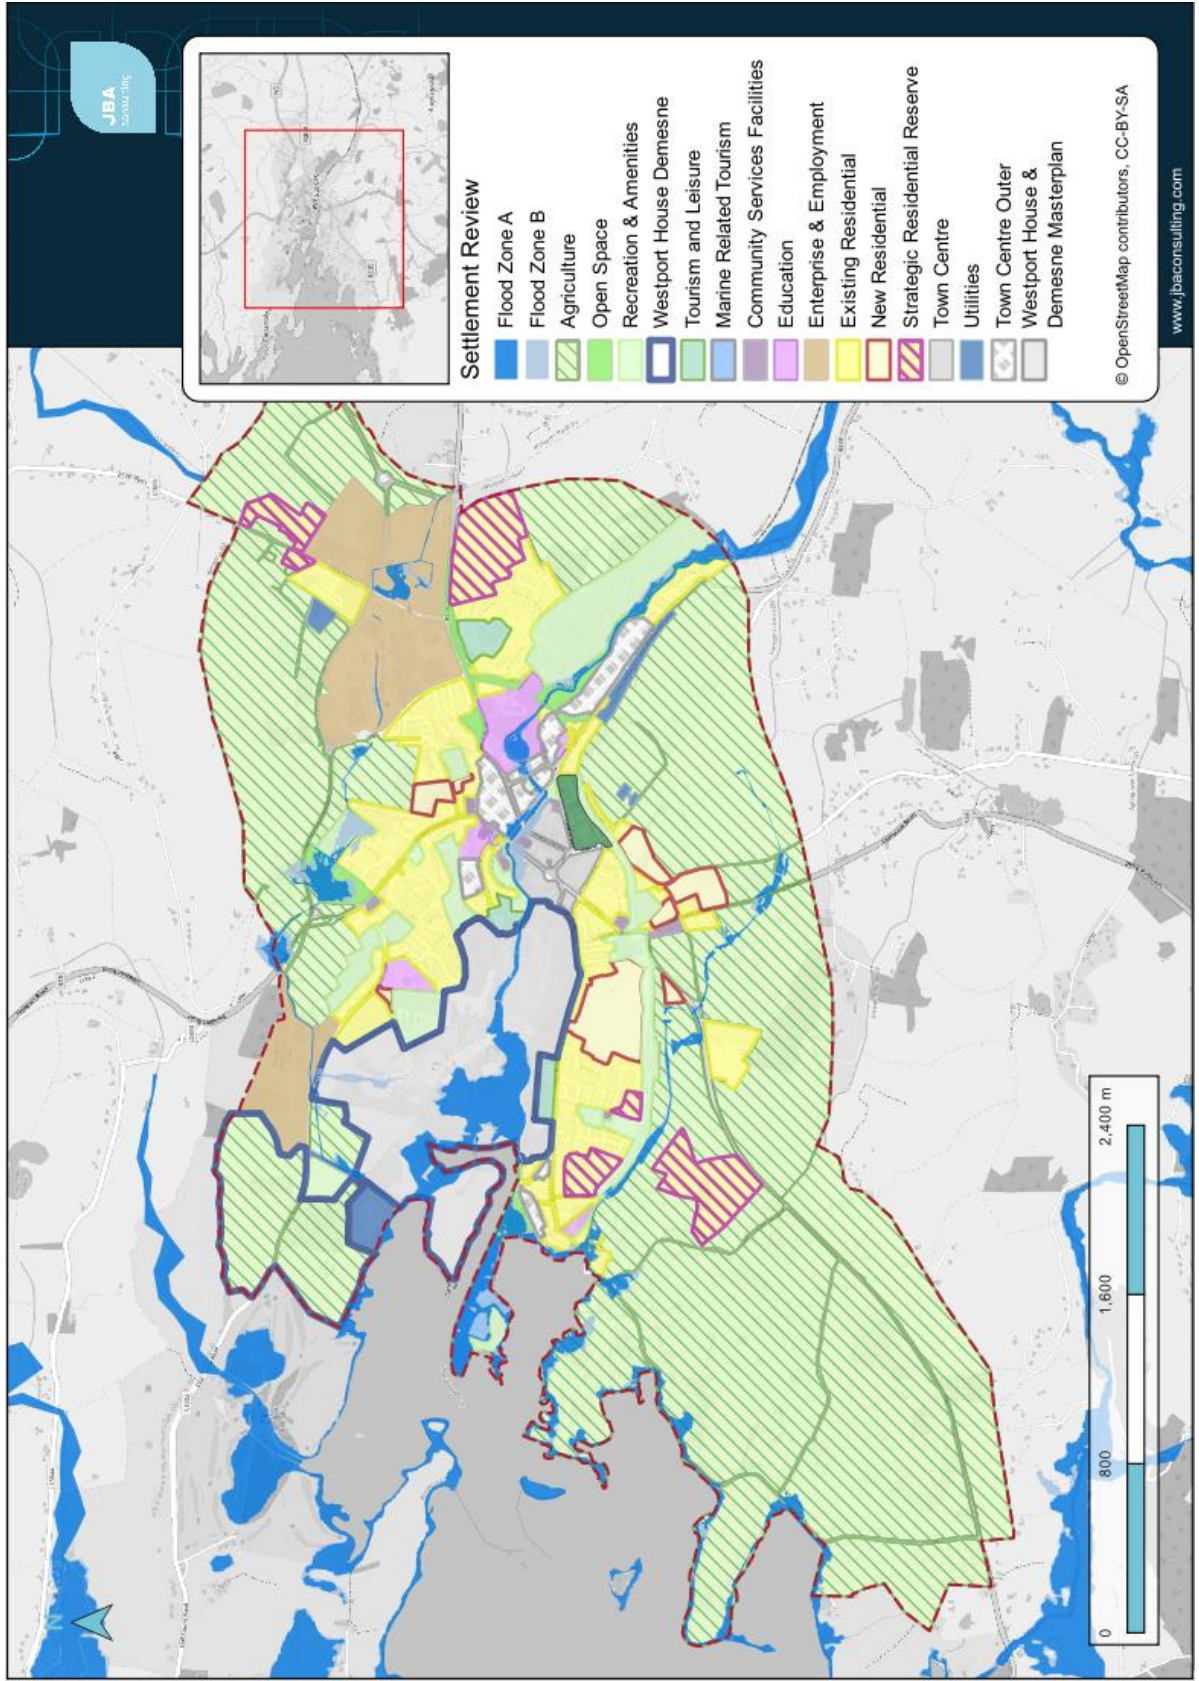 JBA
consulting
Settlement Review
Flood Zone A
Flood Zone B
Agriculture
Open Space
Recreation & Amenities
Westport House Demesne
Tourism and Leisure
Marine Related Tourism
Community Services Facilities
Education
Enterprise & Employment
Existing Residential
New Residential
Strategic Residential Reserve
Town Centre
Utilities
Town Centre Outer
Westport House &
Demesne Masterplan
© OpenStreetMap contributors, CC-BY-SA
www.jbaconsulting.com
N
0 800 1,600 2,400 m